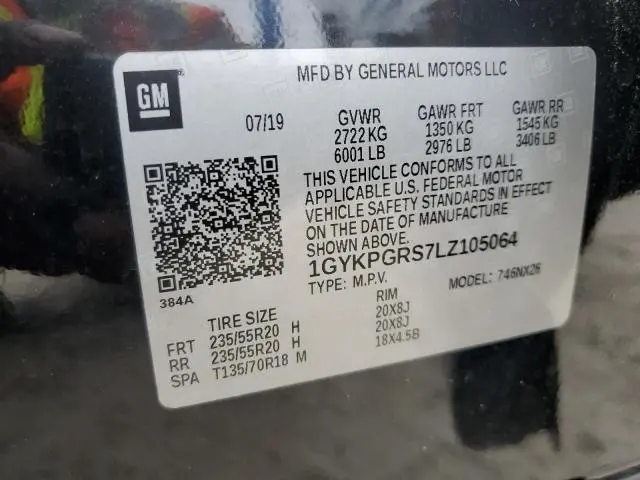 MFD BY GENERAL MOTORS LLC
GM
07/19 GVWR GAWR FRT GAWR RR
2722 KG 1350 KG 1545 KG
6001 LB 2976 LB 3406 LB
THIS VEHICLE CONFORMS TO ALL
APPLICABLE U.S. FEDERAL MOTOR
VEHICLE SAFETY STANDARDS IN EFFECT
ON THE DATE OF MANUFACTURE
SHOWN ABOVE.
1GYKPGRS7LZ105064
TYPE: M.P.V. MODEL: 746NX26
384A
TIRE SIZE RIM
FRT 235/55R20 H 20X8J
RR 235/55R20 H 20X8J
SPA T135/70R18 M 18X4.5B